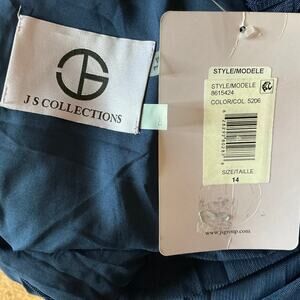 J S COLLECTIONS
STYLE/MODELE
STYLE/MODELE
8615424
COLOR/COL: 5206
SIZE/TAILLE
14
www.jsgroup.com